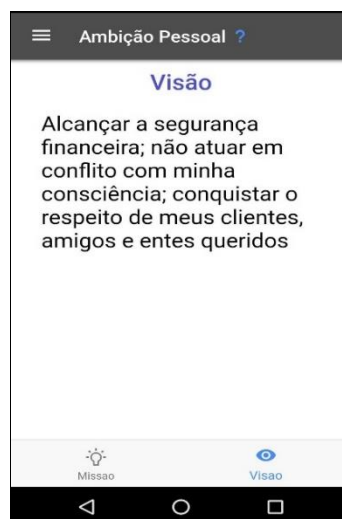 Ambição Pessoal ?
Visão
Alcançar a segurança
financeira; não atuar em
conflito com minha
consciência; conquistar o
respeito de meus clientes,
amigos e entes queridos
Missao
Visao